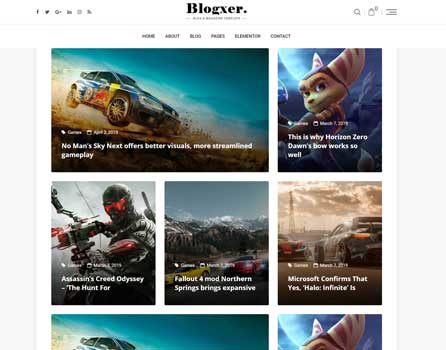 Blogxer.
BLOG & MAGAZINE TEMPLATE
0
HOME ABOUT BLOG PAGES ELEMENTOR CONTACT
Games April 2, 2019
No Man's Sky Next offers better visuals, more streamlined
gameplay
Games March 7, 2019
This is why Horizon Zero
Dawn's bow works so
well
Games March 8, 2019
Assassin's Creed Odyssey
– 'The Hunt For
Games March 7, 2019
Fallout 4 mod Northern
Springs brings expansive
Games March 7, 2019
Microsoft Confirms That
Yes, 'Halo: Infinite' Is